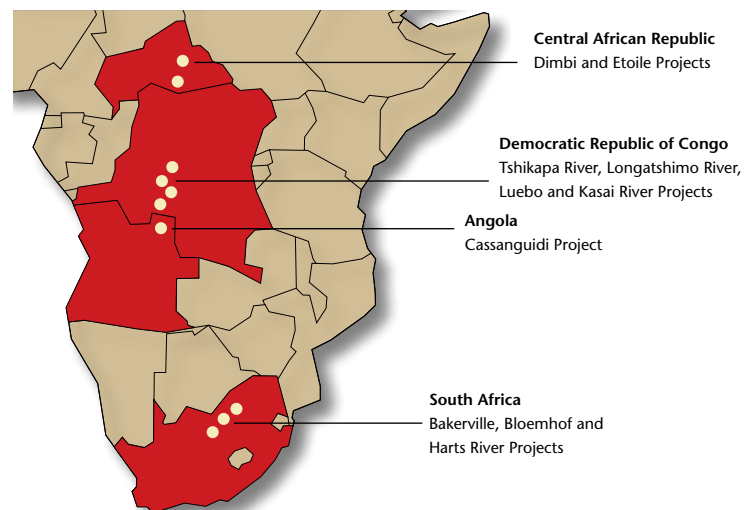 Central African Republic
Dimbi and Etoile Projects
Democratic Republic of Congo
Tshikapa River, Longatshimo River,
Luebo and Kasai River Projects
Angola
Cassanguidi Project
South Africa
Bakerville, Bloemhof and
Harts River Projects